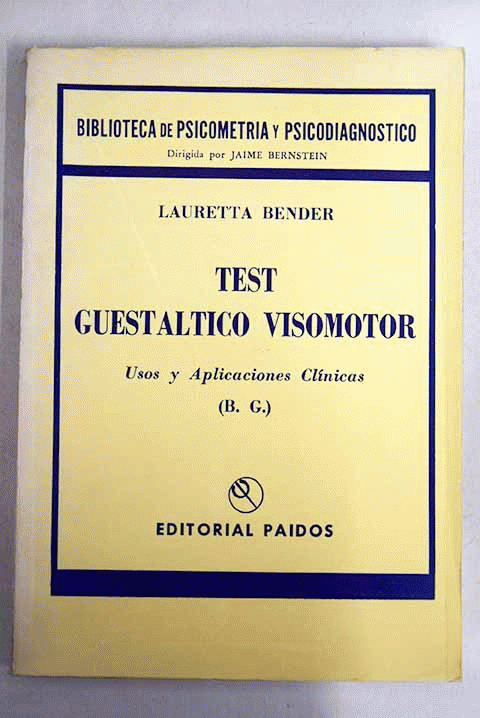 BIBLIOTECA DE PSICOMETRIA Y PSICODIAGNOSTICO
Dirigida por JAIME BERNSTEIN
LAURETTA BENDER
TEST
GUESTALTICO VISOMOTOR
Usos y Aplicaciones Clínicas
(B. G.)
EDITORIAL PAIDOS